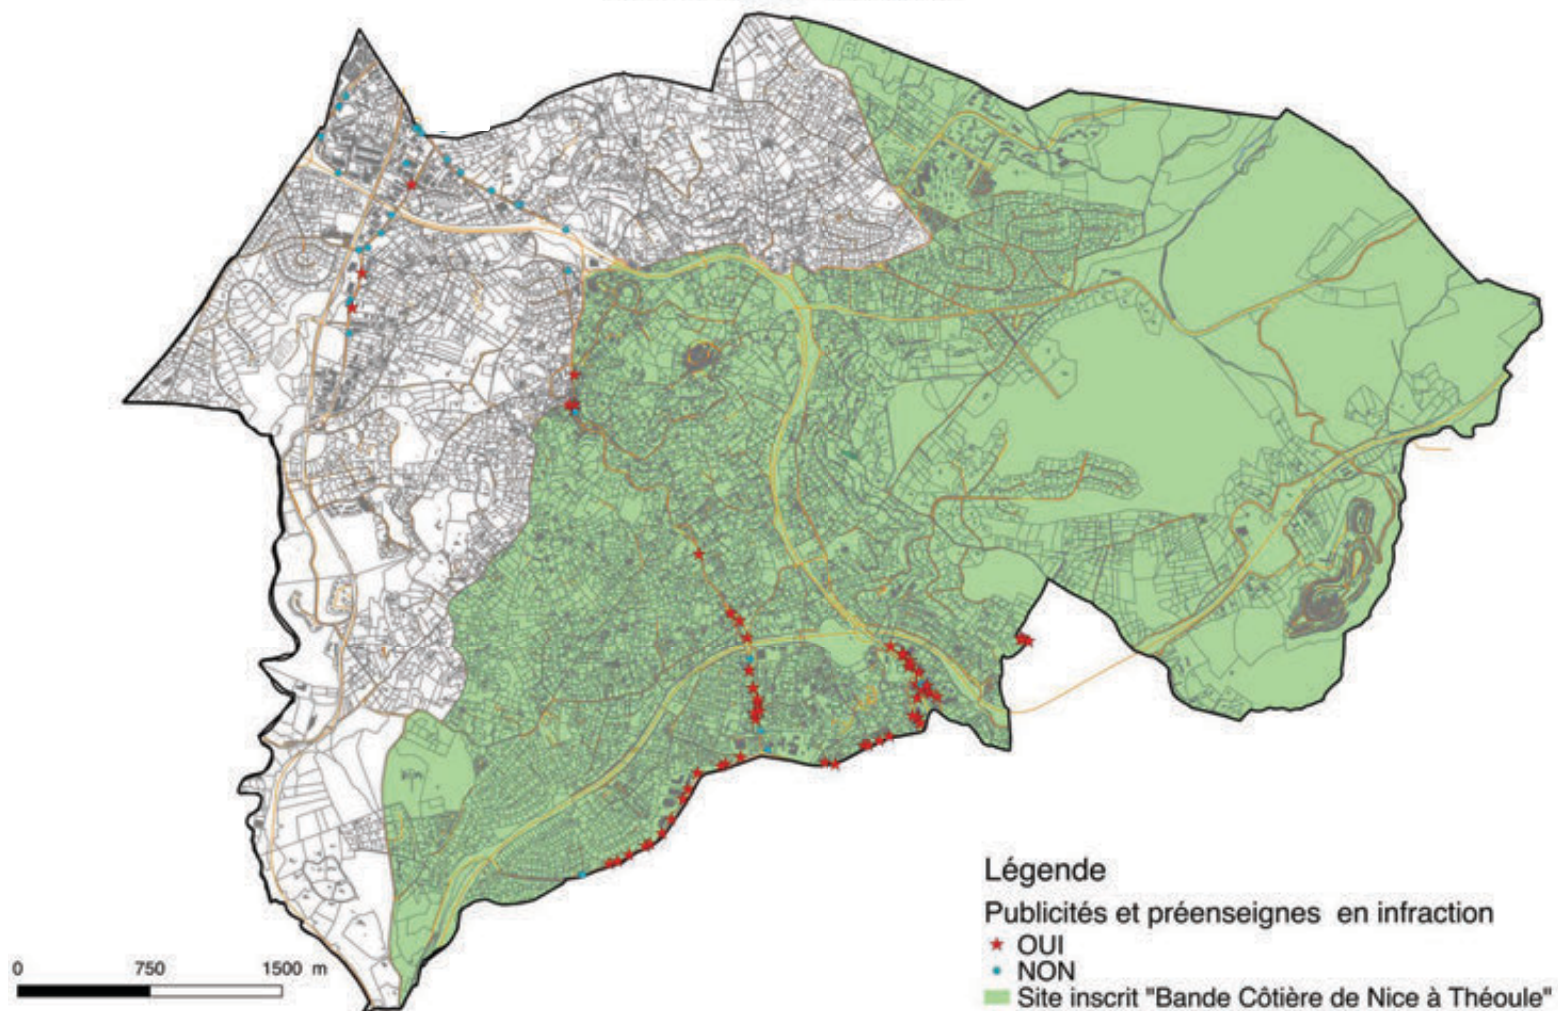 Légende
Publicités et préenseignes en infraction
OUI
NON
Site inscrit "Bande Côtière de Nice à Théoule"
0 750 1500 m